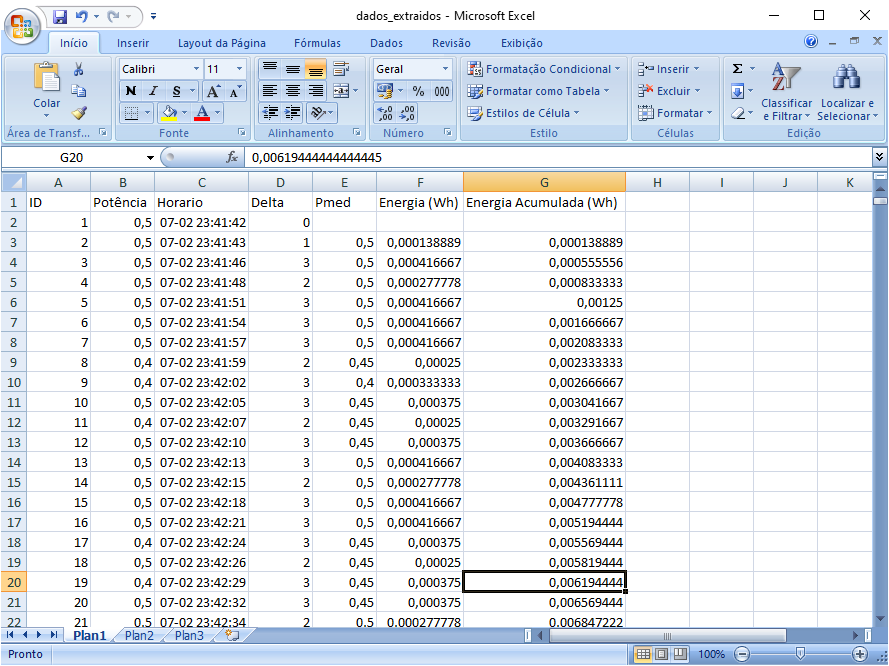 dados_extraidos - Microsoft Excel
Início Inserir Layout da Página Fórmulas Dados Revisão Exibição
Colar
Calibri 11
N I S A A
A
Geral
% 000
,00 ,00
Formatação Condicional
Formatar como Tabela
Estilos de Célula
Inserir
Excluir
Formatar
Σ
Classificar e Filtrar
Localizar e Selecionar
Área de Transf... Fonte Alinhamento Número Estilo Células Edição
G20 fx 0,00619444444444445
A B C D E F G H I J K
1 ID Potência Horario Delta Pmed Energia (Wh) Energia Acumulada (Wh)
2 1 0,5 07-02 23:41:42 0
3 2 0,5 07-02 23:41:43 1 0,5 0,000138889 0,000138889
4 3 0,5 07-02 23:41:46 3 0,5 0,000416667 0,000555556
5 4 0,5 07-02 23:41:48 2 0,5 0,000277778 0,000833333
6 5 0,5 07-02 23:41:51 3 0,5 0,000416667 0,00125
7 6 0,5 07-02 23:41:54 3 0,5 0,000416667 0,001666667
8 7 0,5 07-02 23:41:57 3 0,5 0,000416667 0,002083333
9 8 0,4 07-02 23:41:59 2 0,45 0,00025 0,002333333
10 9 0,4 07-02 23:42:02 3 0,4 0,000333333 0,002666667
11 10 0,5 07-02 23:42:05 3 0,45 0,000375 0,003041667
12 11 0,4 07-02 23:42:07 2 0,45 0,00025 0,003291667
13 12 0,5 07-02 23:42:10 3 0,45 0,000375 0,003666667
14 13 0,5 07-02 23:42:13 3 0,5 0,000416667 0,004083333
15 14 0,5 07-02 23:42:15 2 0,5 0,000277778 0,004361111
16 15 0,5 07-02 23:42:18 3 0,5 0,000416667 0,004777778
17 16 0,5 07-02 23:42:21 3 0,5 0,000416667 0,005194444
18 17 0,4 07-02 23:42:24 3 0,45 0,000375 0,005569444
19 18 0,5 07-02 23:42:26 2 0,45 0,00025 0,005819444
20 19 0,4 07-02 23:42:29 3 0,45 0,000375 0,006194444
21 20 0,5 07-02 23:42:32 3 0,45 0,000375 0,006569444
22 21 0,5 07-02 23:42:34 2 0,5 0,000277778 0,006847222
Plan1 Plan2 Plan3
Pronto 100%